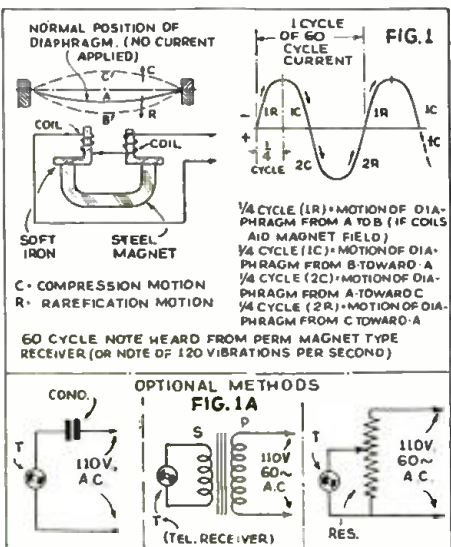 NORMAL POSITION OF
DIAPHRAGM. (NO CURRENT
APPLIED)
C
C
A
B
R
COIL
COIL
SOFT
IRON
STEEL
MAGNET
C = COMPRESSION MOTION
R = RAREFICATION MOTION
1 CYCLE
OF 60
CYCLE
CURRENT
FIG.1
1R
1C
1R
1C
-
+
1/4
CYCLE
2C
2R
1C
1/4 CYCLE (1R)=MOTION OF DIA-
PHRAGM FROM A TO B (IF COILS
AID MAGNET FIELD)
1/4 CYCLE (1C)=MOTION OF DIA-
PHRAGM FROM B-TOWARD-A
1/4 CYCLE (2C)=MOTION OF DIA-
PHRAGM FROM A-TOWARD C
1/4 CYCLE (2R)=MOTION OF DIA-
PHRAGM FROM C TOWARD-A
60 CYCLE NOTE HEARD FROM PERM MAGNET TYPE
RECEIVER (OR NOTE OF 120 VIBRATIONS PER SECOND)
OPTIONAL METHODS
FIG.1A
COND.
T
110V,
A.C.
S
P
T
110V
60~
A.C
(TEL. RECEIVER)
T
110V,
60~
A.C.
RES.